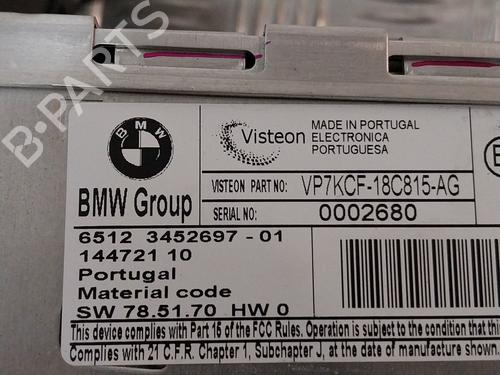 B-PARTS
BMW
BMW Group
Visteon
MADE IN PORTUGAL
ELECTRONICA
PORTUGUESA
VISTEON PART NO: VP7KCF-18C815-AG
SERIAL NO: 0002680
6512 3452697 - 01
144721 10
Portugal
Material code
SW 78.51.70 HW 0
This device complies with Part 15 of the FCC Rules. Operation is subject to the condition that
Complies with 21 C.F.R. Chapter 1, Subchapter J, at the date of manufacture shown.